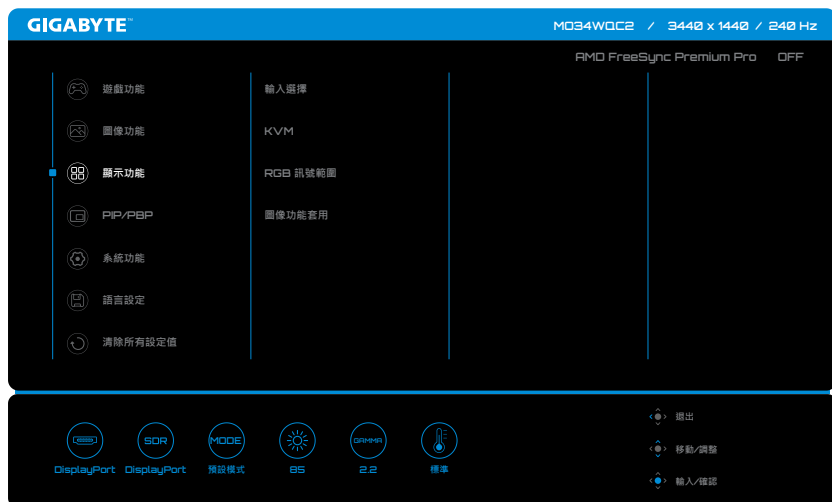 GIGABYTE™
MO34WQC2 / 3440 x 1440 / 240 Hz
AMD FreeSync Premium Pro OFF
遊戲功能
圖像功能
顯示功能
PIP/PBP
系統功能
語言設定
清除所有設定值
輸入選擇
KVM
RGB 訊號範圍
圖像功能套用
SDR
MODE
GAMMA
DisplayPort
DisplayPort
預設模式
85
2.2
標準
退出
移動/調整
輸入/確認